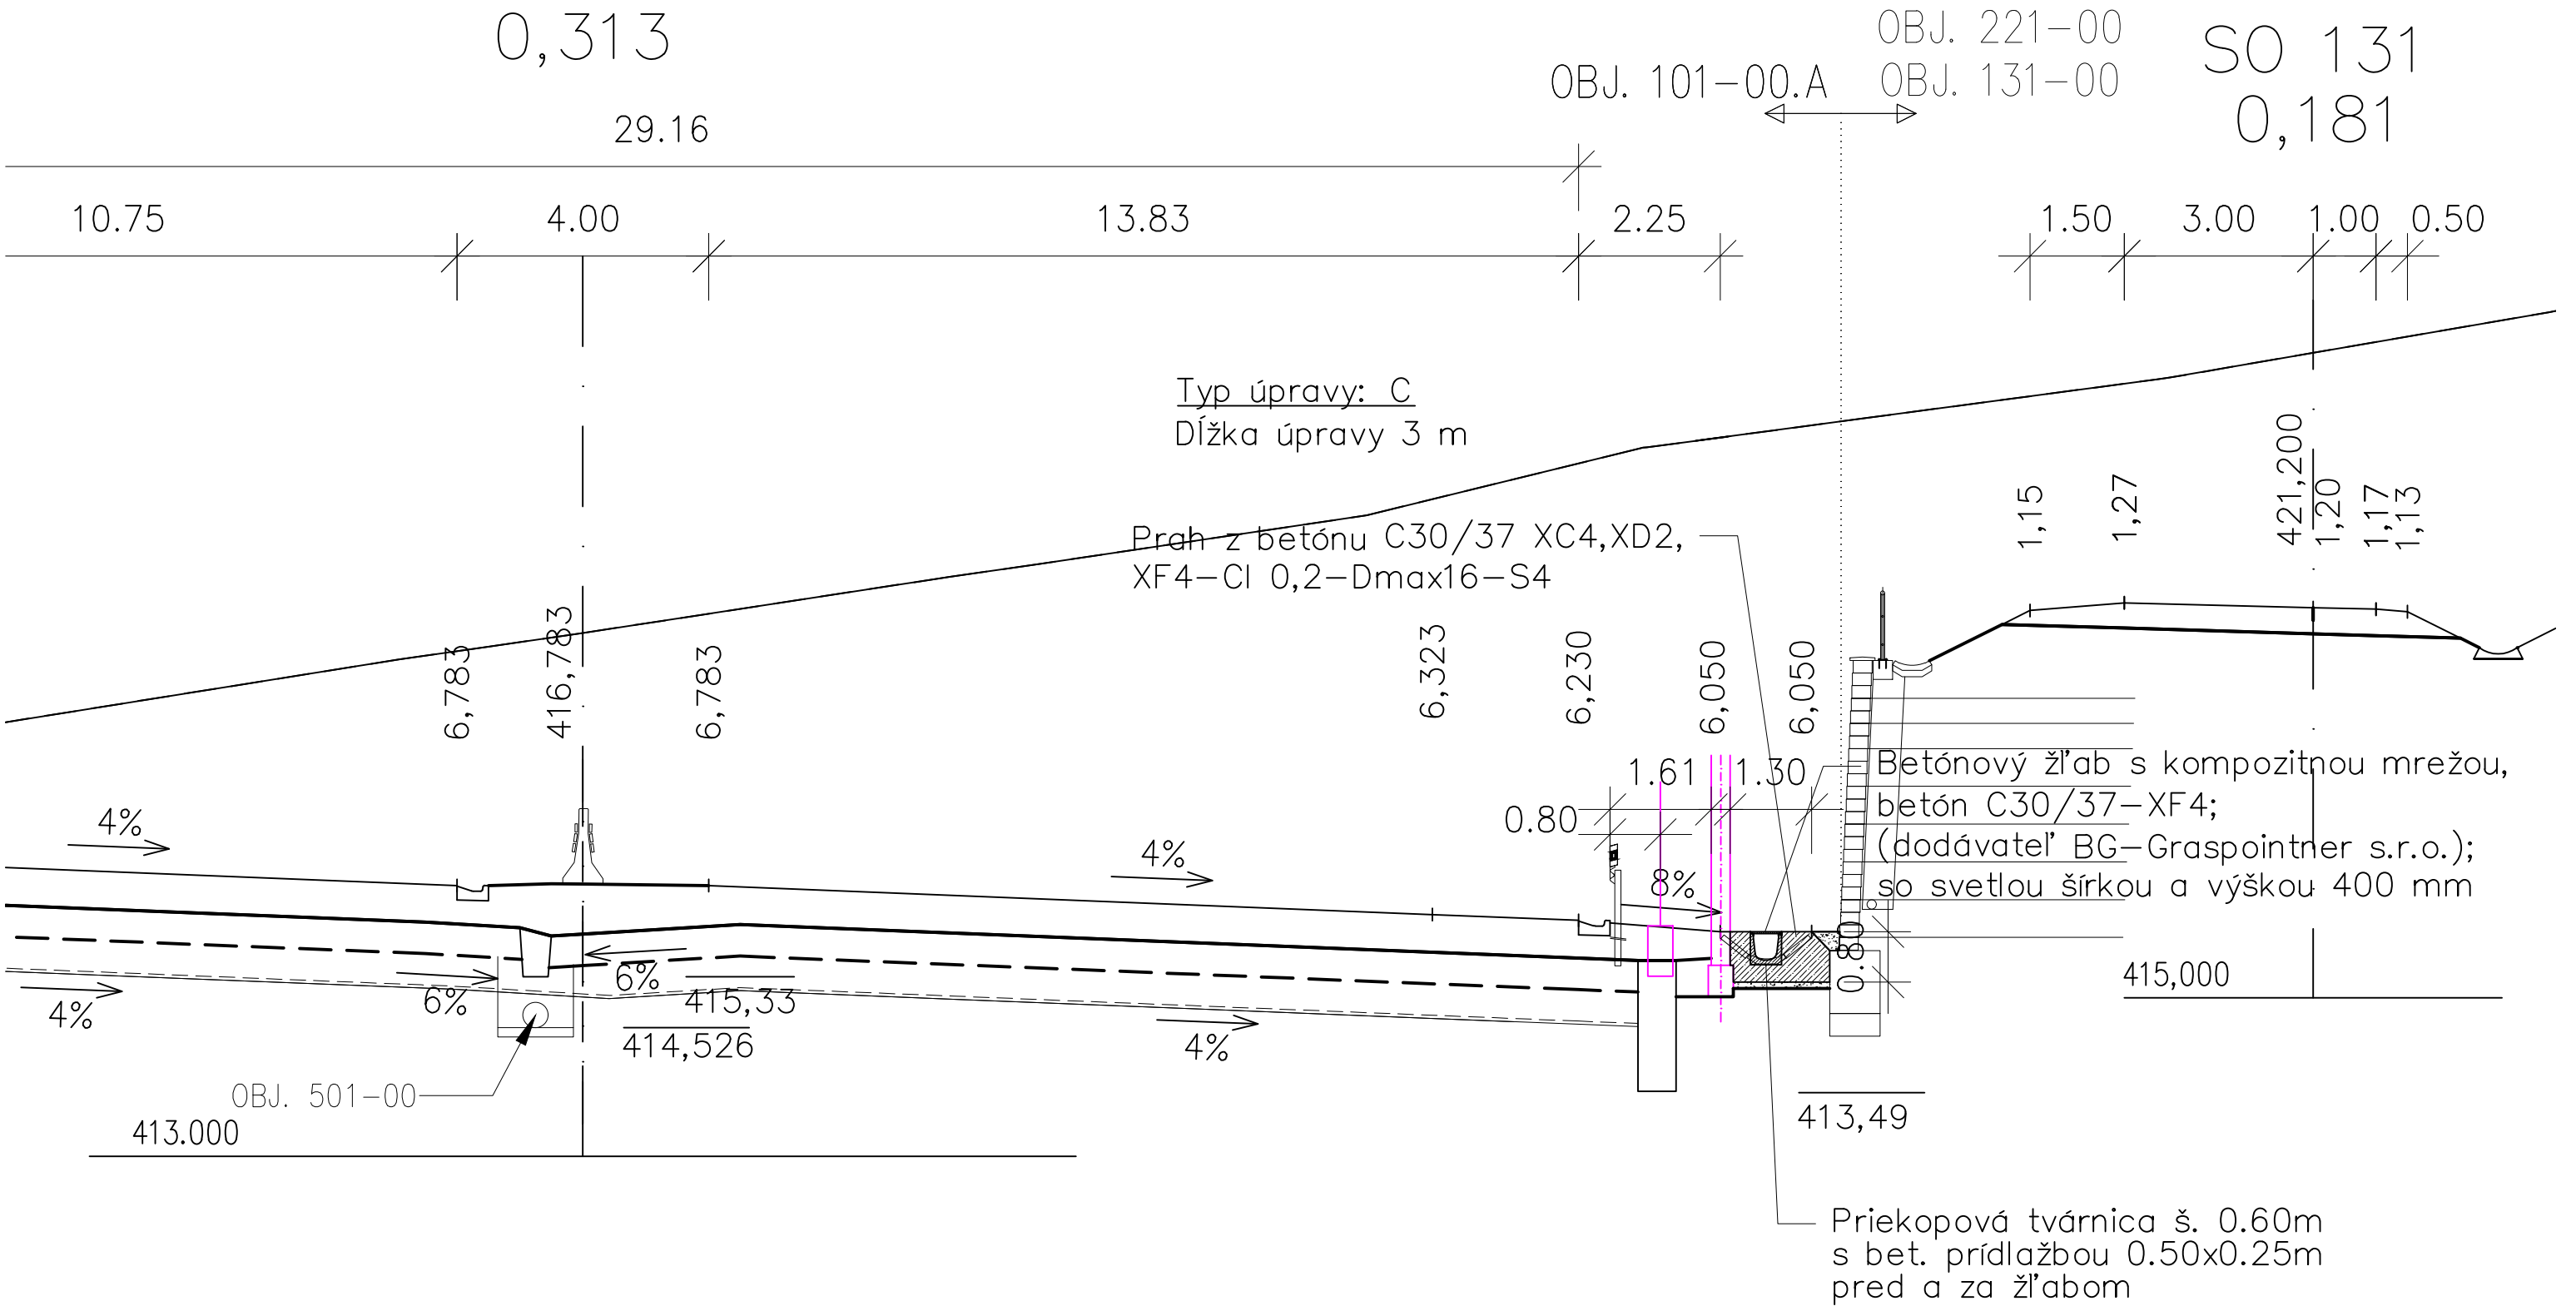 0,313
OBJ. 221-00
SO 131
OBJ. 101-00.A
OBJ. 131-00
0,181
29.16
10.75
4.00
13.83
2.25
1.50
3.00
1.00
0.50
Typ úpravy: C
Dĺžka úpravy 3 m
421,200
1,15
1,27
1,20
1,17
1,13
Prah z betónu C30/37 XC4,XD2,
XF4-Cl 0,2-Dmax16-S4
6,783
416,783
6,783
6,323
6,230
6,050
6,050
1.61
1.30
0.80
Betónový žľab s kompozitnou mrežou,
betón C30/37-XF4;
(dodávateľ BG-Graspointner s.r.o.);
so svetlou šírkou a výškou 400 mm
4%
4%
8%
0.80
6%
6%
4%
415,33
414,526
4%
415,000
OBJ. 501-00
413.000
413,49
Priekopová tvárnica š. 0.60m
s bet. prídlažbou 0.50x0.25m
pred a za žľabom